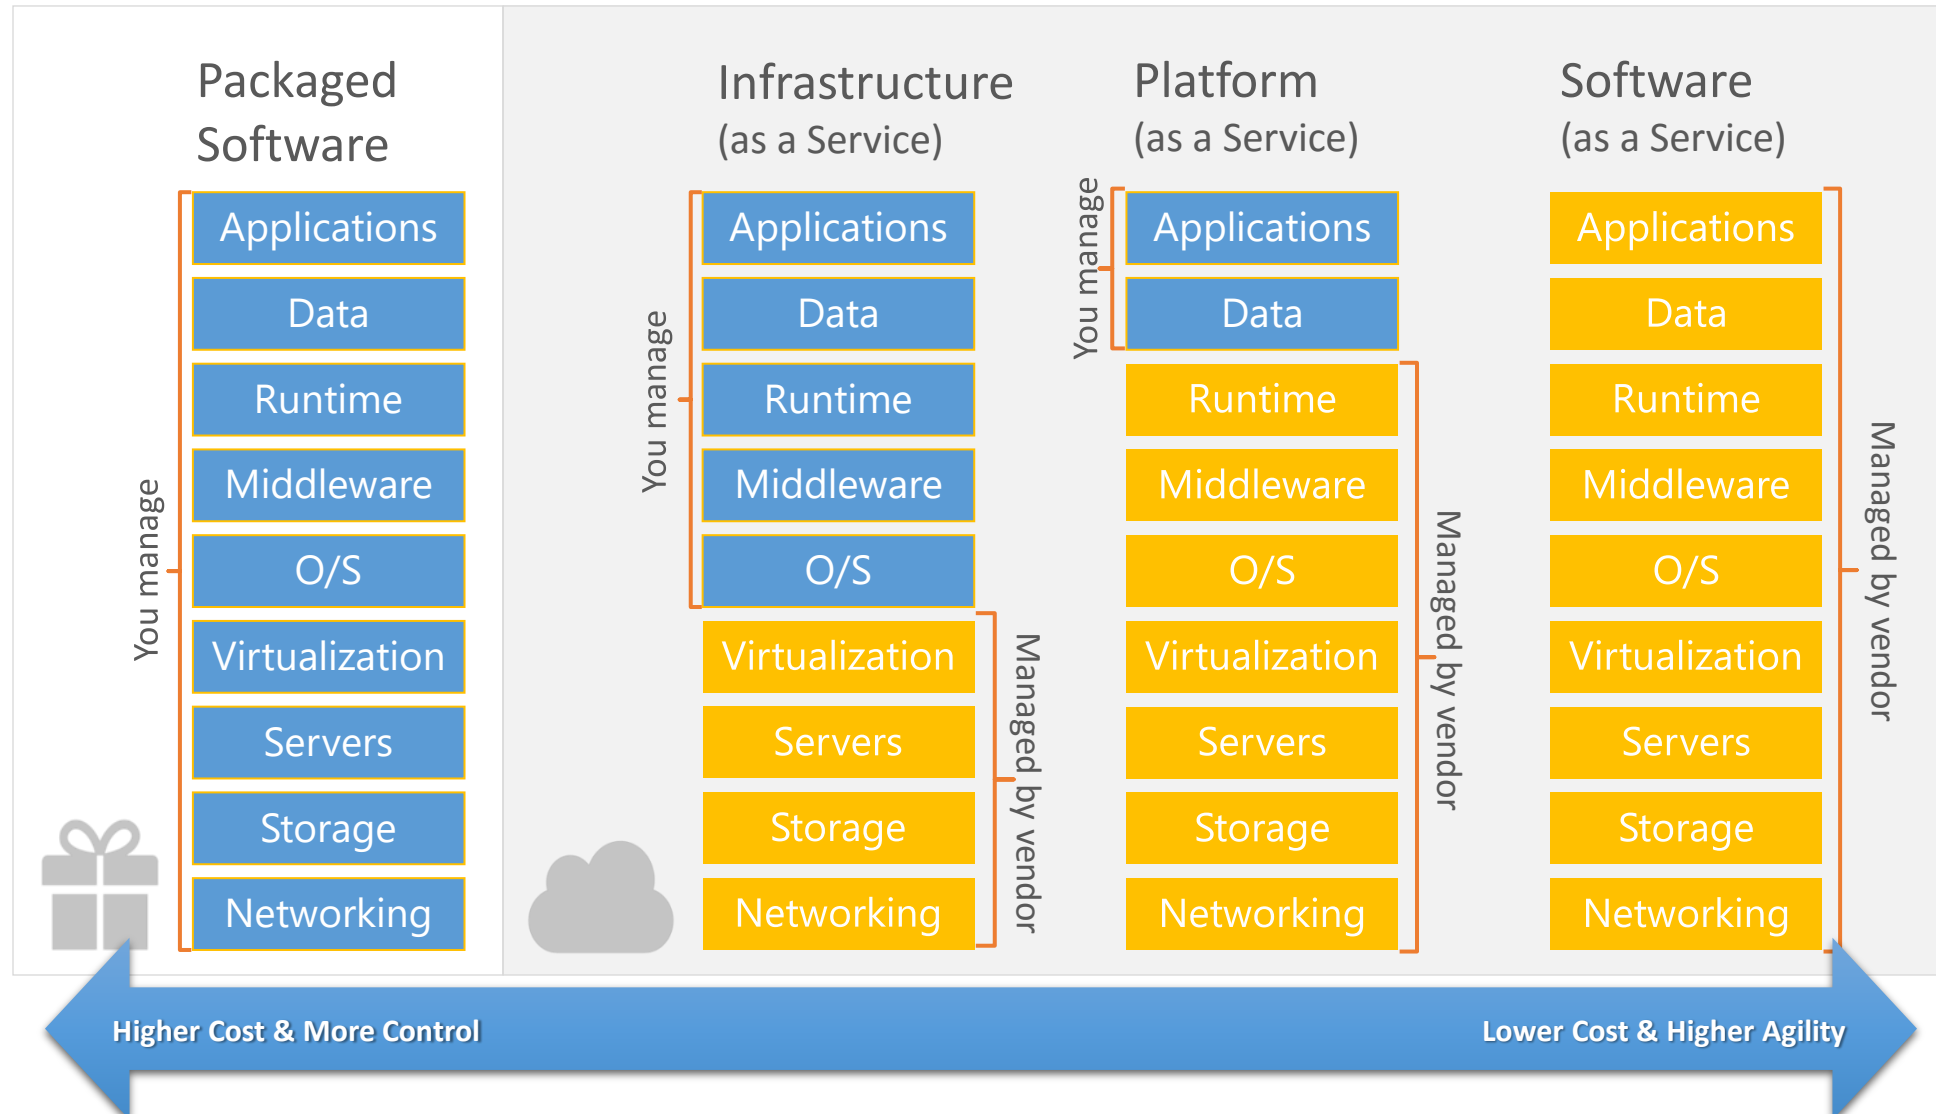 Packaged
Software
You manage
Applications
Data
Runtime
Middleware
O/S
Virtualization
Servers
Storage
Networking
Infrastructure
(as a Service)
You manage
Applications
Data
Runtime
Middleware
O/S
Virtualization
Servers
Storage
Networking
Managed by vendor
Platform
(as a Service)
You manage
Applications
Data
Runtime
Middleware
O/S
Virtualization
Servers
Storage
Networking
Managed by vendor
Software
(as a Service)
Applications
Data
Runtime
Middleware
O/S
Virtualization
Servers
Storage
Networking
Managed by vendor
Higher Cost & More Control
Lower Cost & Higher Agility